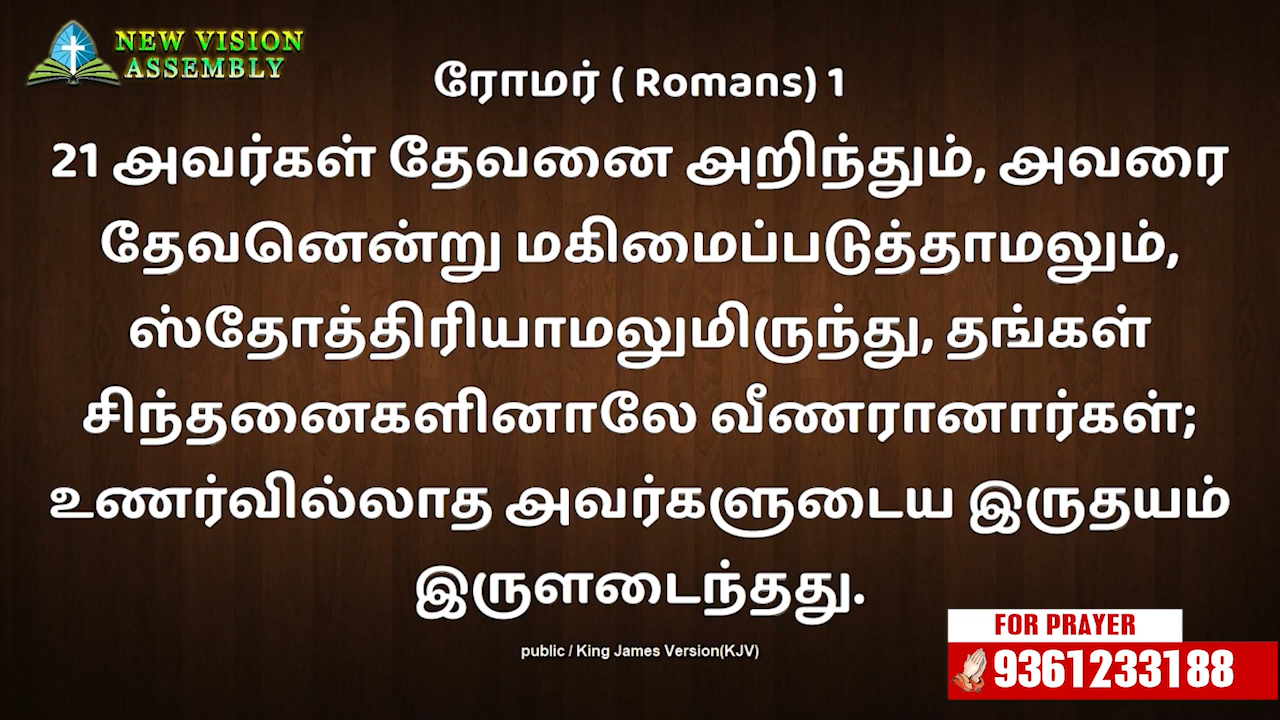 NEW VISION
ASSEMBLY
ரோமர் ( Romans) 1
21 அவர்கள் தேவனை அறிந்தும், அவரை
தேவனென்று மகிமைப்படுத்தாமலும்,
ஸ்தோத்திரியாமலுமிருந்து, தங்கள்
சிந்தனைகளினாலே வீணரானார்கள்;
உணர்வில்லாத அவர்களுடைய இருதயம்
இருளடைந்தது.
public / King James Version(KJV)
FOR PRAYER
9361233188